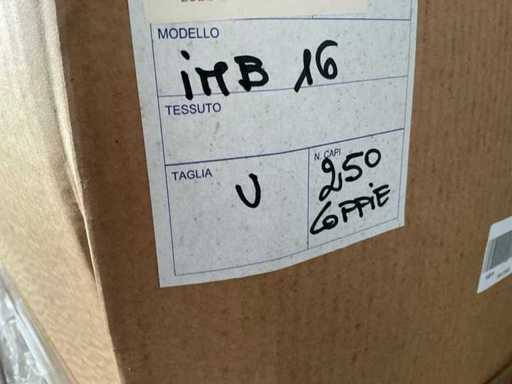 MODELLO
iMB 16
TESSUTO
TAGLIA
U
N. CAPI
250
COPPIE